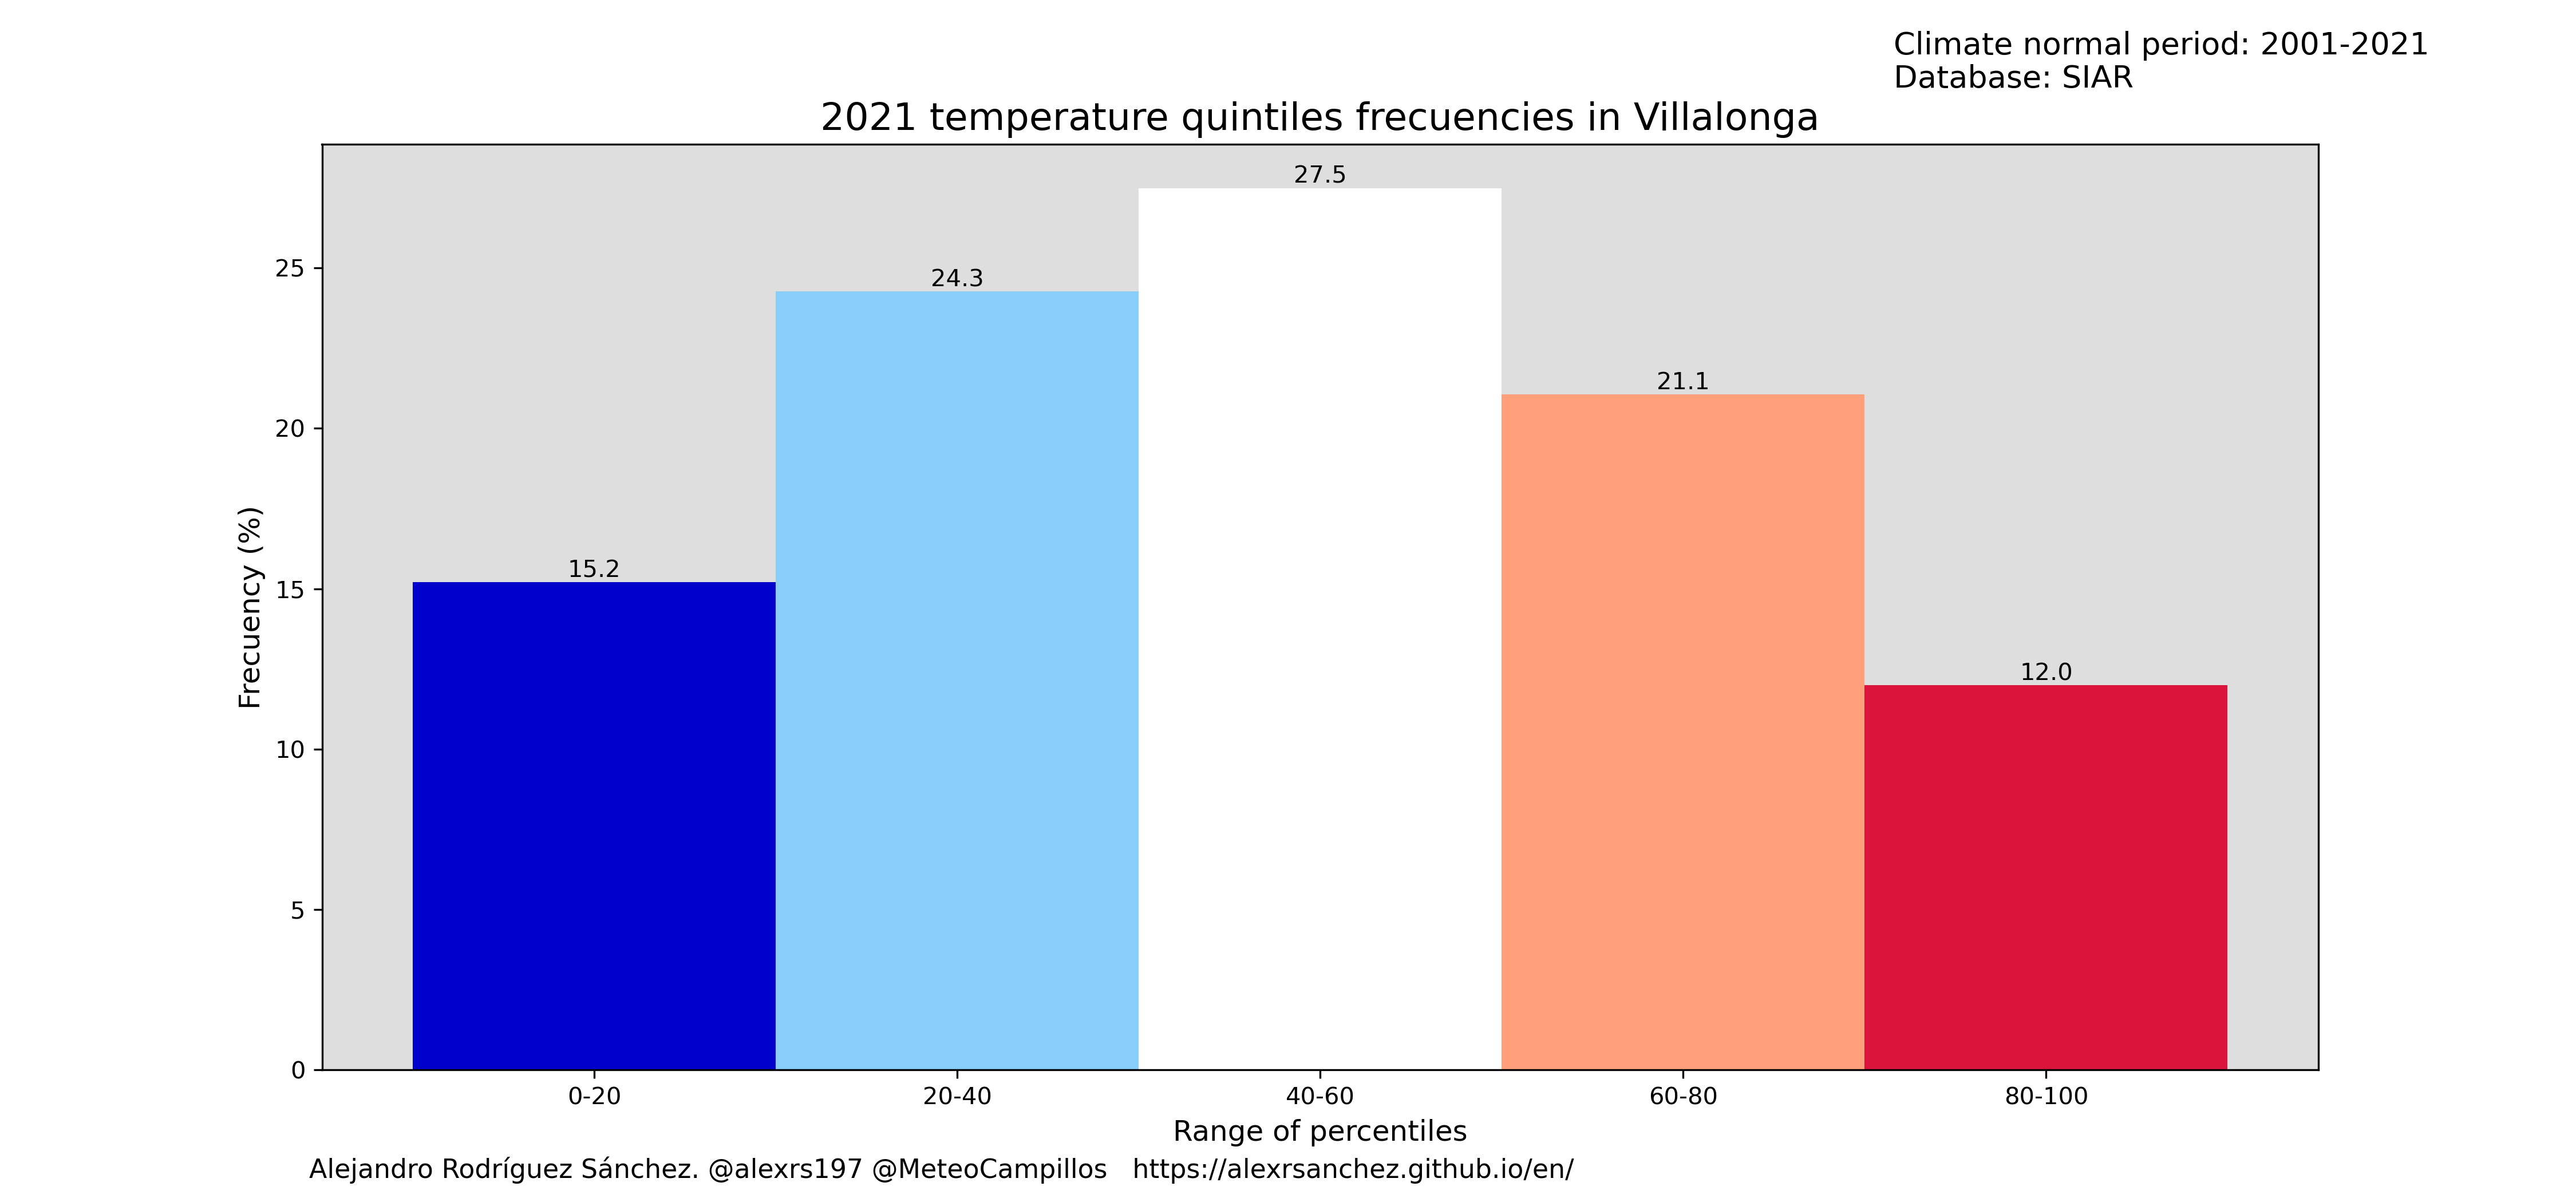 Climate normal period: 2001-2021
Database: SIAR
2021 temperature quintiles frecuencies in Villalonga
Frecuency (%)
25
20
15
10
5
0
15.2
24.3
27.5
21.1
12.0
0-20
20-40
40-60
60-80
80-100
Range of percentiles
Alejandro Rodríguez Sánchez. @alexrs197 @MeteoCampillos   https://alexrsanchez.github.io/en/